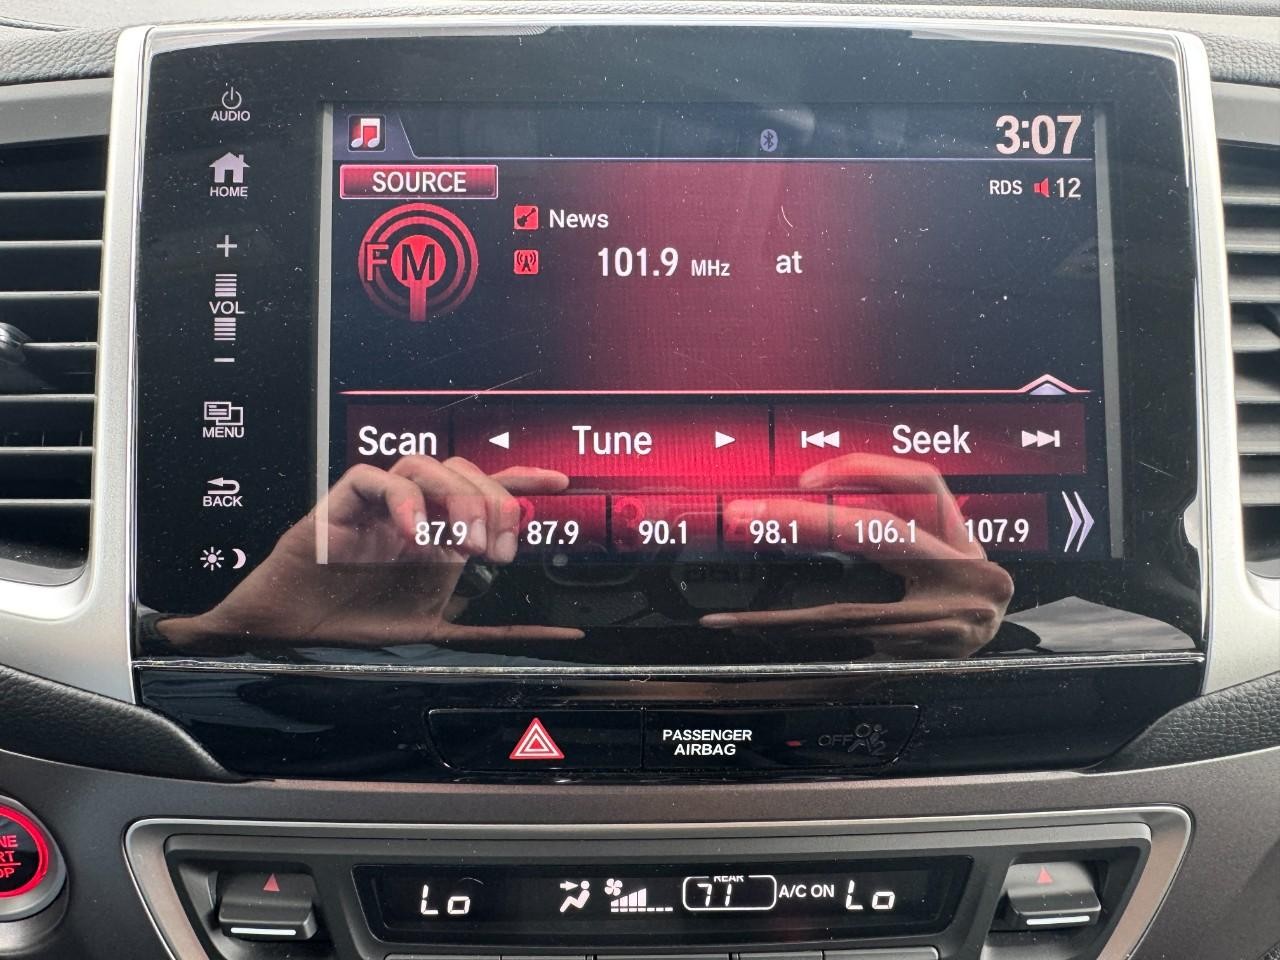 AUDIO
HOME
+
VOL
−
MENU
BACK
3:07
SOURCE
RDS 12
FM
News
101.9 MHz at
Scan Tune Seek
87.9 87.9 90.1 98.1 106.1 107.9
PASSENGER
AIRBAG
OFF
REAR
Lo 71 A/C ON Lo